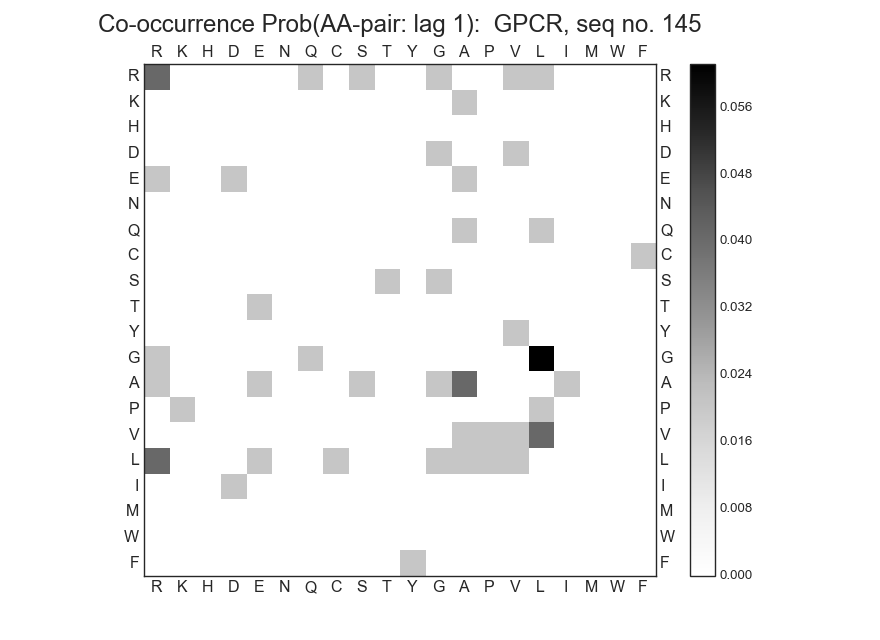 Co-occurrence Prob(AA-pair: lag 1):  GPCR, seq no. 145
R K H D E N Q C S T Y G A P V L I M W F
R R
K K
H H
D D
E E
N N
Q Q
C C
S S
T T
Y Y
G G
A A
P P
V V
L L
I I
M M
W W
F F
R K H D E N Q C S T Y G A P V L I M W F
0.056
0.048
0.040
0.032
0.024
0.016
0.008
0.000